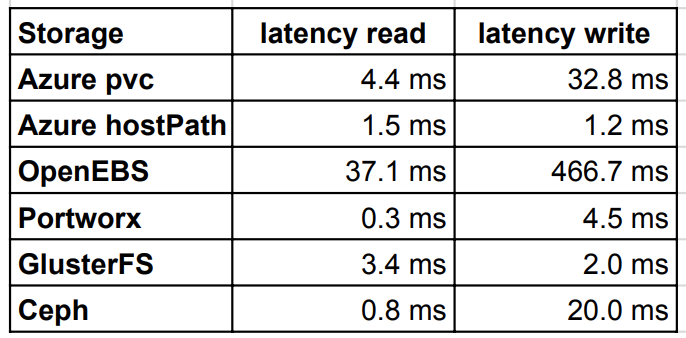 Storage latency read latency write
Azure pvc 4.4 ms 32.8 ms
Azure hostPath 1.5 ms 1.2 ms
OpenEBS 37.1 ms 466.7 ms
Portworx 0.3 ms 4.5 ms
GlusterFS 3.4 ms 2.0 ms
Ceph 0.8 ms 20.0 ms